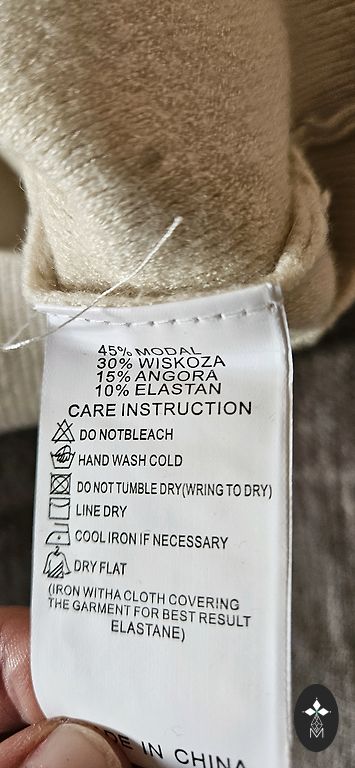 45% MODAL
30% WISKOZA
15% ANGORA
10% ELASTAN
CARE INSTRUCTION
DO NOTBLEACH
HAND WASH COLD
DO NOT TUMBLE DRY(WRING TO DRY)
LINE DRY
COOL IRON IF NECESSARY
DRY FLAT
(IRON WITHA CLOTH COVERING
THE GARMENT FOR BEST RESULT
ELASTANE)
DE IN CHINA